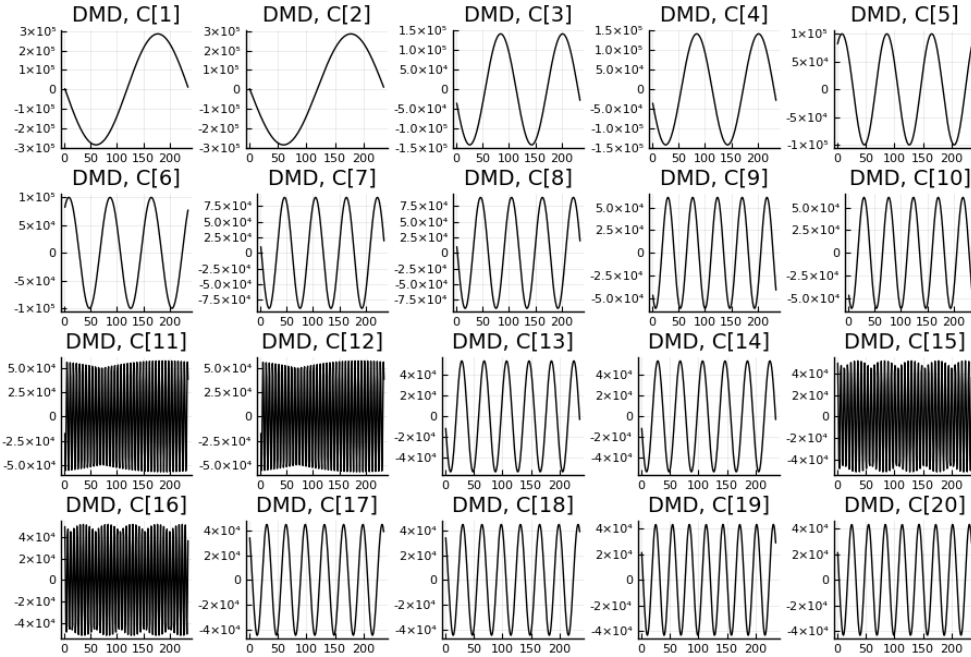 DMD, C[1] DMD, C[2] DMD, C[3] DMD, C[4] DMD, C[5]
3×10⁵ 3×10⁵ 1.5×10⁵ 1.5×10⁵ 1×10⁵
2×10⁵ 2×10⁵ 1.0×10⁵ 1.0×10⁵
1×10⁵ 1×10⁵ 5.0×10⁴ 5.0×10⁴ 5×10⁴
0 0 0 0 0
-1×10⁵ -1×10⁵ -5.0×10⁴ -5.0×10⁴ -5×10⁴
-2×10⁵ -2×10⁵ -1.0×10⁵ -1.0×10⁵
-3×10⁵ -3×10⁵ -1.5×10⁵ -1.5×10⁵ -1×10⁵
0 50 100 150 200 0 50 100 150 200 0 50 100 150 200 0 50 100 150 200 0 50 100 150 200
DMD, C[6] DMD, C[7] DMD, C[8] DMD, C[9] DMD, C[10]
1×10⁵ 7.5×10⁴ 7.5×10⁴ 5.0×10⁴ 5.0×10⁴
5×10⁴ 5.0×10⁴ 5.0×10⁴ 2.5×10⁴ 2.5×10⁴
2.5×10⁴ 2.5×10⁴
0 0 0 0 0
-2.5×10⁴ -2.5×10⁴ -2.5×10⁴ -2.5×10⁴
-5×10⁴ -5.0×10⁴ -5.0×10⁴
-1×10⁵ -7.5×10⁴ -7.5×10⁴ -5.0×10⁴ -5.0×10⁴
0 50 100 150 200 0 50 100 150 200 0 50 100 150 200 0 50 100 150 200 0 50 100 150 200
DMD, C[11] DMD, C[12] DMD, C[13] DMD, C[14] DMD, C[15]
5.0×10⁴ 5.0×10⁴ 4×10⁴ 4×10⁴ 4×10⁴
2.5×10⁴ 2.5×10⁴ 2×10⁴ 2×10⁴ 2×10⁴
0 0 0 0 0
-2.5×10⁴ -2.5×10⁴ -2×10⁴ -2×10⁴ -2×10⁴
-5.0×10⁴ -5.0×10⁴ -4×10⁴ -4×10⁴ -4×10⁴
0 50 100 150 200 0 50 100 150 200 0 50 100 150 200 0 50 100 150 200 0 50 100 150 200
DMD, C[16] DMD, C[17] DMD, C[18] DMD, C[19] DMD, C[20]
4×10⁴ 4×10⁴ 4×10⁴ 4×10⁴ 4×10⁴
2×10⁴ 2×10⁴ 2×10⁴ 2×10⁴ 2×10⁴
0 0 0 0 0
-2×10⁴ -2×10⁴ -2×10⁴ -2×10⁴ -2×10⁴
-4×10⁴ -4×10⁴ -4×10⁴ -4×10⁴ -4×10⁴
0 50 100 150 200 0 50 100 150 200 0 50 100 150 200 0 50 100 150 200 0 50 100 150 200